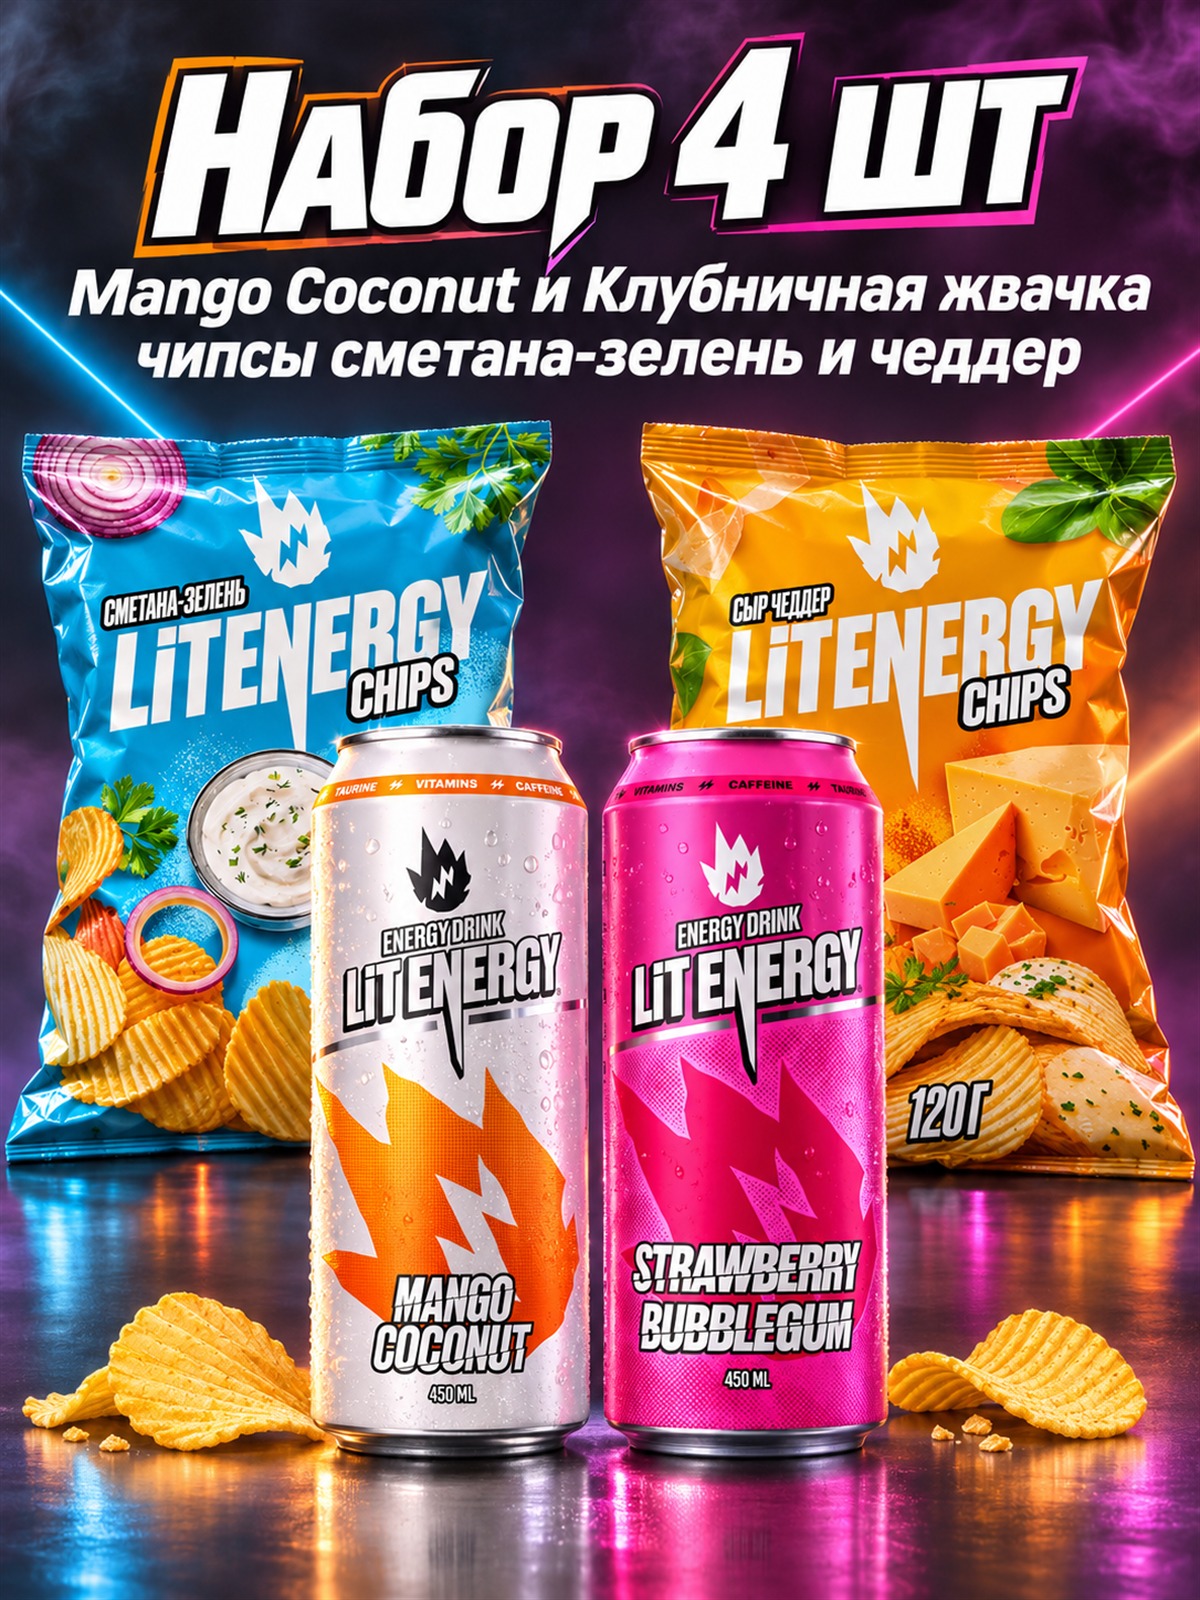 Набор 4 шт
Mango Coconut и Клубничная жвачка
чипсы сметана-зелень и чеддер
СМЕТАНА-ЗЕЛЕНЬ
LiTENERGY
CHIPS
СЫР ЧЕДДЕР
LiTENERGY
CHIPS
120Г
TAURINE VITAMINS CAFFEINE
ENERGY DRINK
LiT ENERGY
MANGO
COCONUT
450 ML
VITAMINS CAFFEINE TAURINE
ENERGY DRINK
LiT ENERGY
STRAWBERRY
BUBBLEGUM
450 ML